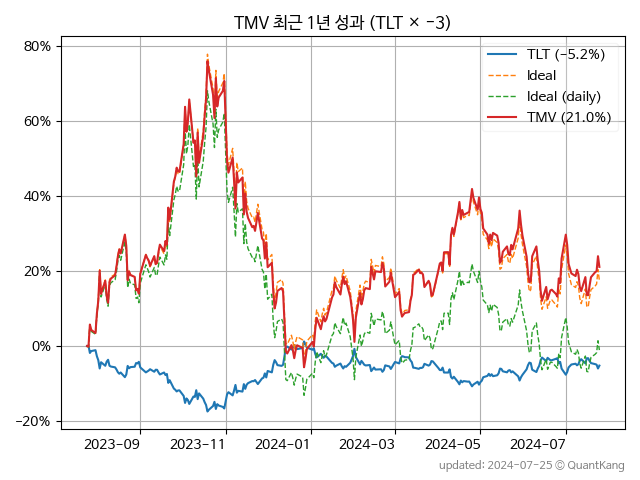 TMV 최근 1년 성과 (TLT × −3)
80%
60%
40%
20%
0%
−20%
TLT (−5.2%)
Ideal
Ideal (daily)
TMV (21.0%)
2023−09
2023−11
2024−01
2024−03
2024−05
2024−07
updated: 2024-07-25 © QuantKang